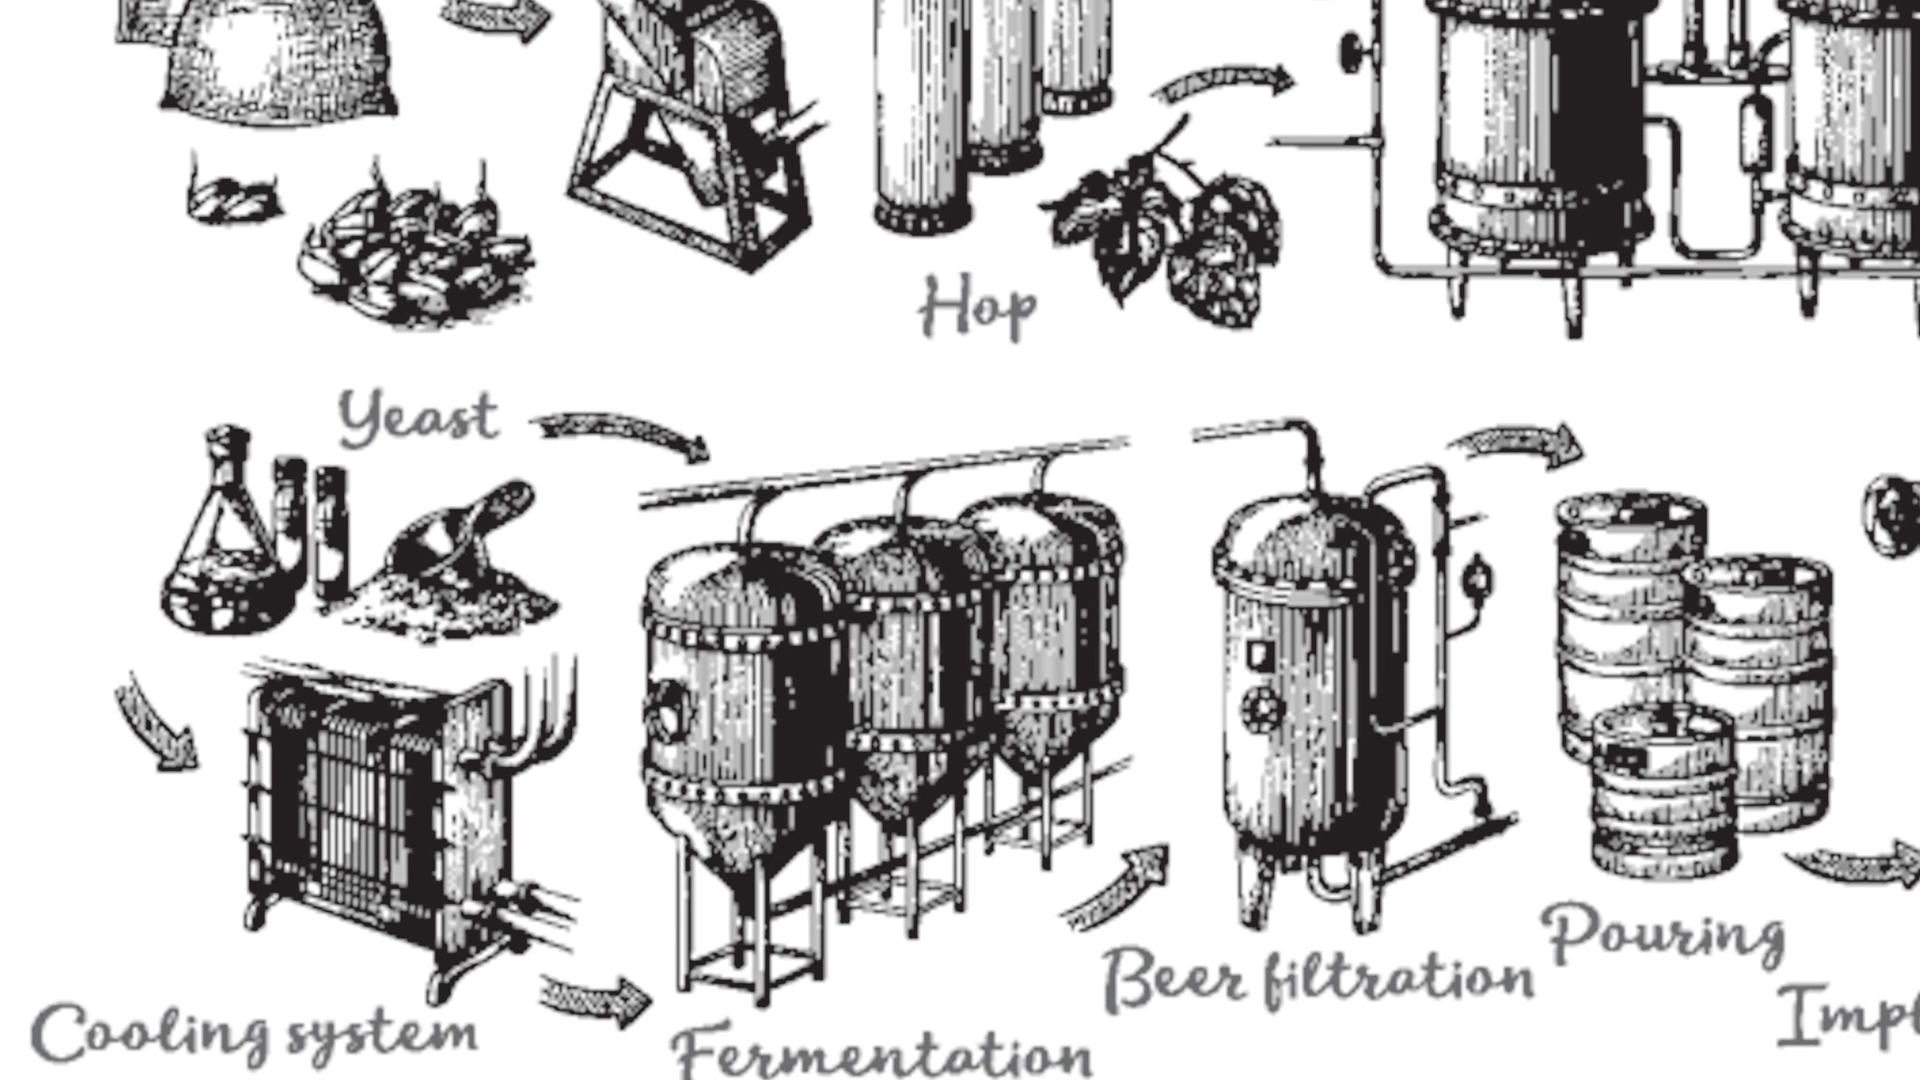 Hop
Yeast
Pouring
Beer filtration
Cooling system
Fermentation